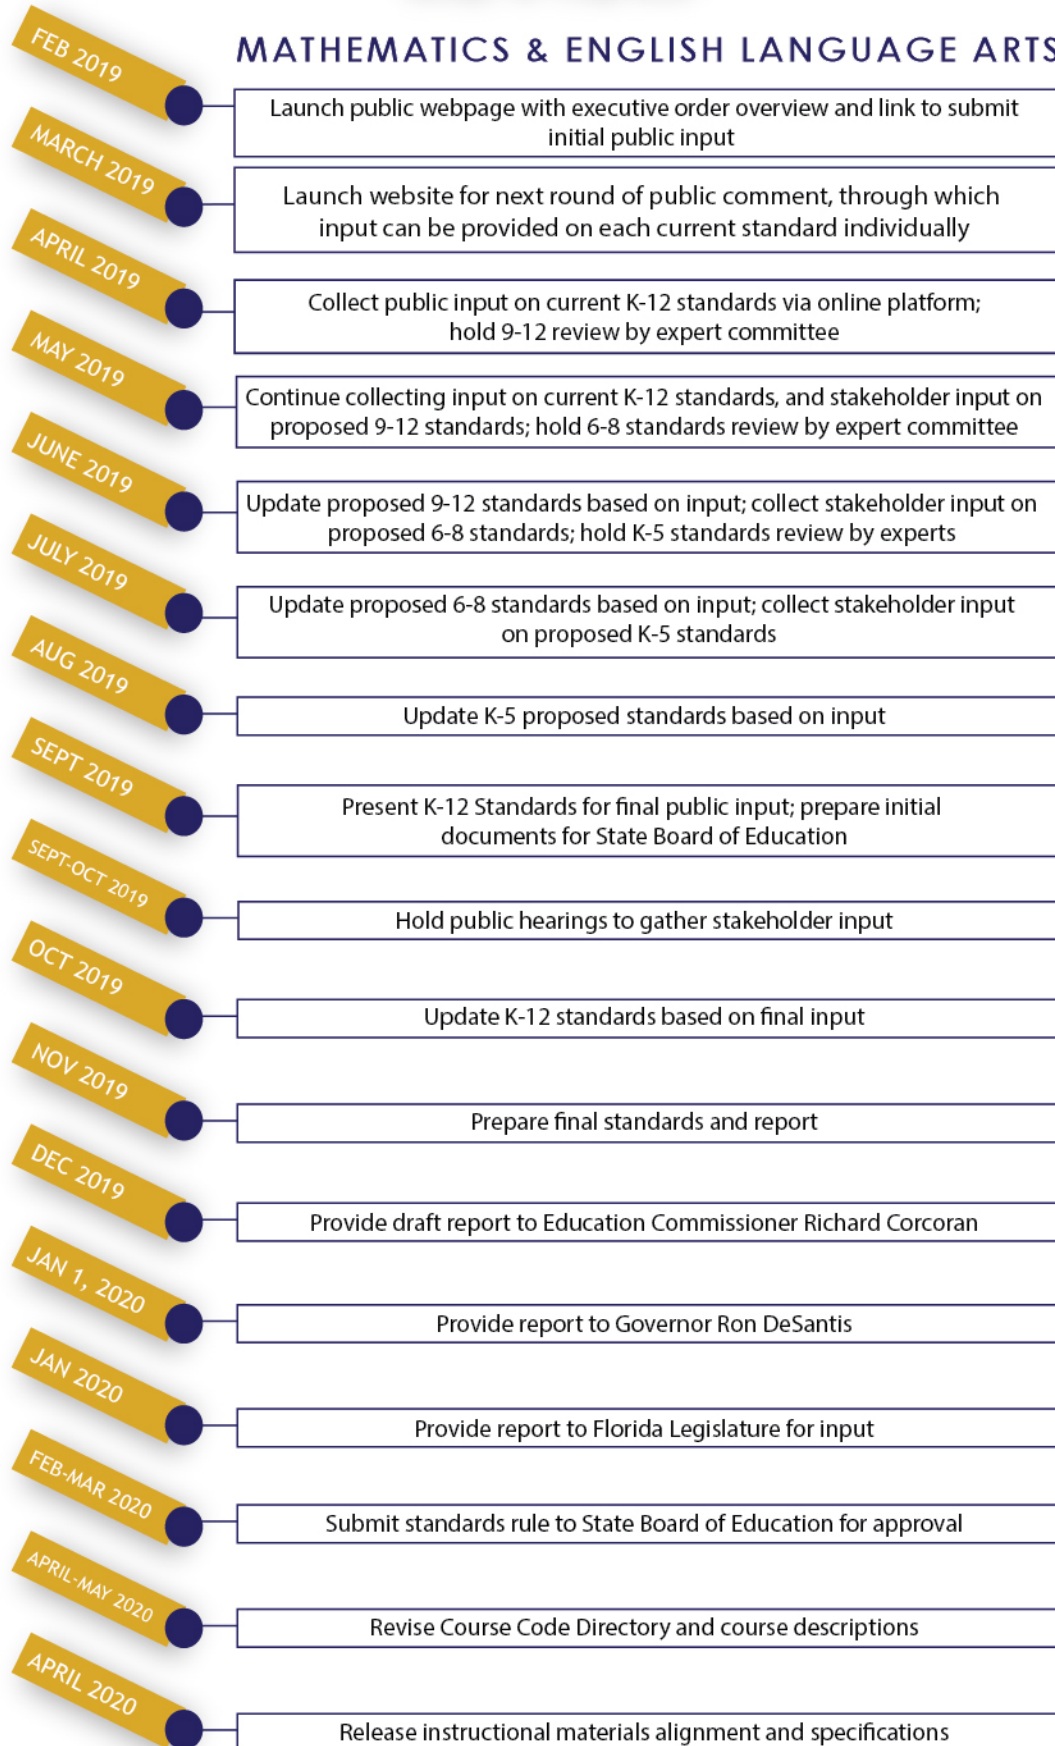 MATHEMATICS & ENGLISH LANGUAGE ARTS
FEB 2019
Launch public webpage with executive order overview and link to submit
initial public input
MARCH 2019
Launch website for next round of public comment, through which
input can be provided on each current standard individually
APRIL 2019
Collect public input on current K-12 standards via online platform;
hold 9-12 review by expert committee
MAY 2019
Continue collecting input on current K-12 standards, and stakeholder input on
proposed 9-12 standards; hold 6-8 standards review by expert committee
JUNE 2019
Update proposed 9-12 standards based on input; collect stakeholder input on
proposed 6-8 standards; hold K-5 standards review by experts
JULY 2019
Update proposed 6-8 standards based on input; collect stakeholder input
on proposed K-5 standards
AUG 2019
Update K-5 proposed standards based on input
SEPT 2019
Present K-12 Standards for final public input; prepare initial
documents for State Board of Education
SEPT-OCT 2019
Hold public hearings to gather stakeholder input
OCT 2019
Update K-12 standards based on final input
NOV 2019
Prepare final standards and report
DEC 2019
Provide draft report to Education Commissioner Richard Corcoran
JAN 1, 2020
Provide report to Governor Ron DeSantis
JAN 2020
Provide report to Florida Legislature for input
FEB-MAR 2020
Submit standards rule to State Board of Education for approval
APRIL-MAY 2020
Revise Course Code Directory and course descriptions
APRIL 2020
Release instructional materials alignment and specifications